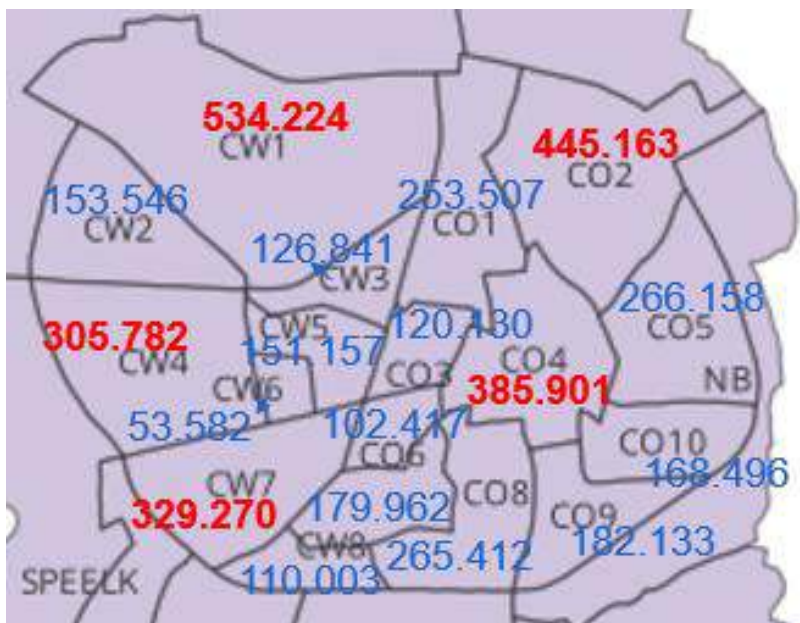 534.224
CW1
445.163
CO2
153.546
CW2
253.507
CO1
126.841
CW3
266.158
CO5
305.782
CW4
CW5
151.157
120.130
CO3
CO4
385.901
NB
CW6
53.582
102.417
CO6
CO10
168.496
CW7
329.270
179.962
CO8
CO9
182.133
CW8
265.412
110.003
SPEELK